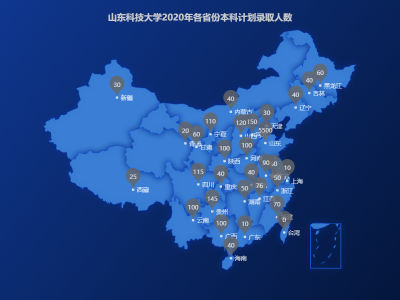 山东科技大学2020年各省份本科计划录取人数
60
黑龙江
40
吉林
30
新疆
40
辽宁
40
内蒙古
30
天津
110
宁夏
120
150
5500
山东
20
60
甘肃
100
陕西
100
90
10
上海
50
浙江
115
四川
40
重庆
40
50
湖南
76
25
西藏
145
贵州
100
云南
70
100
广西
10
广东
0
台湾
40
海南